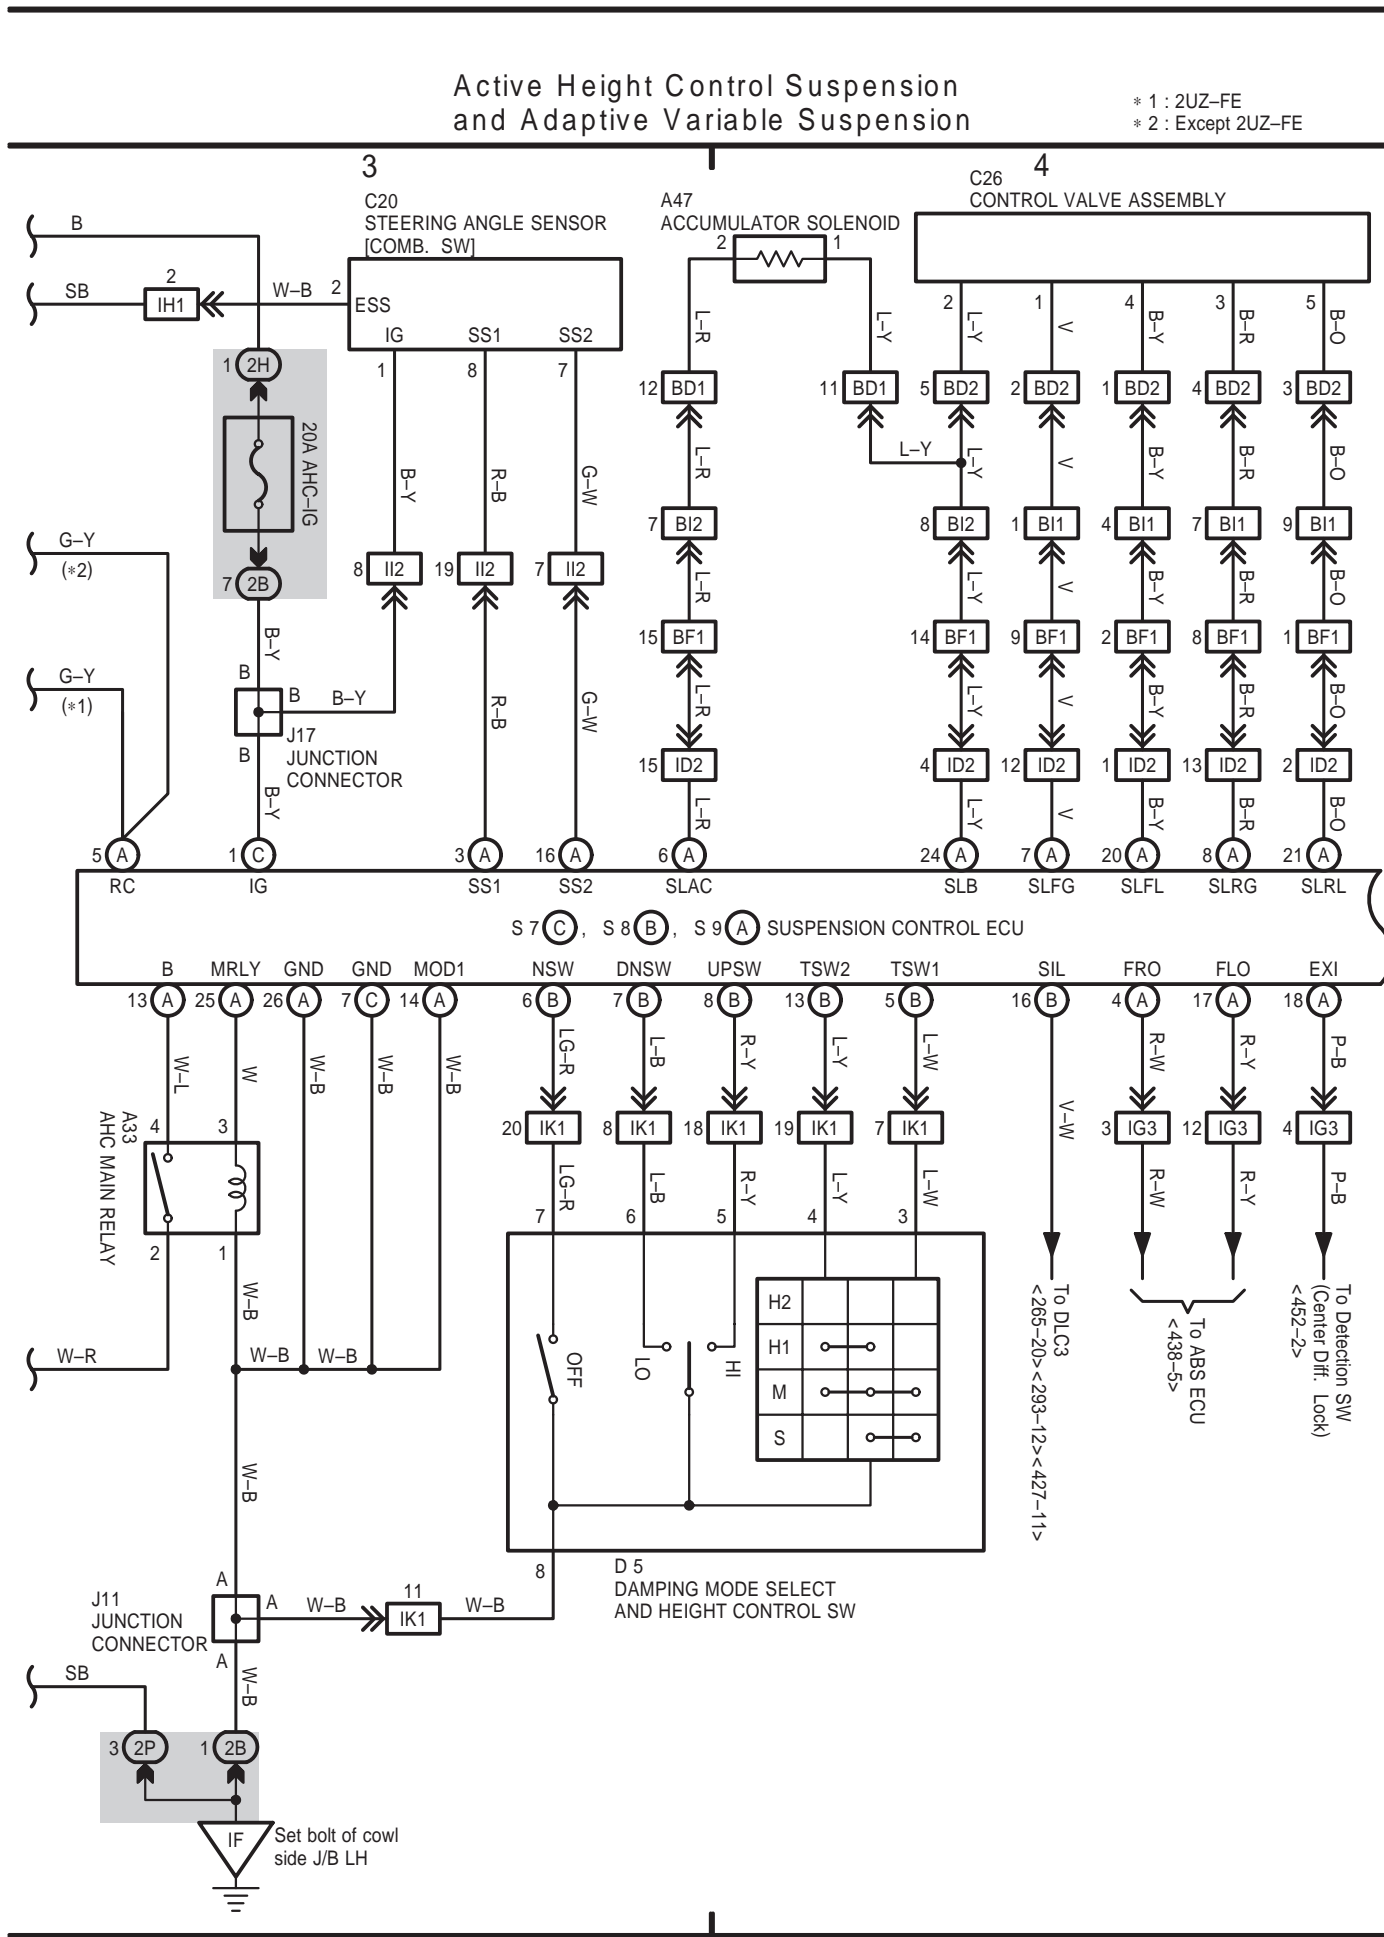 Active Height Control Suspension
and Adaptive Variable Suspension
* 1 : 2UZ–FE
* 2 : Except 2UZ–FE
3
4
C20
STEERING ANGLE SENSOR
[COMB. SW]
A47
ACCUMULATOR SOLENOID
C26
CONTROL VALVE ASSEMBLY
B
2 1
SB
2
IH1
W–B
2
ESS
IG SS1 SS2
1 8 7
2 1 4 3 5
L–R L–Y L–Y V B–Y B–R B–O
1 2H
20A AHC–IG
7 2B
12 BD1 11 BD1 5 BD2 2 BD2 1 BD2 4 BD2 3 BD2
L–Y
B–Y R–B G–W L–R L–Y V B–Y B–R B–O
7 BI2 8 BI2 1 BI1 4 BI1 7 BI1 9 BI1
G–Y
(*2)
8 II2 19 II2 7 II2
L–R L–Y V B–Y B–R B–O
B–Y
15 BF1 14 BF1 9 BF1 2 BF1 8 BF1 1 BF1
G–Y
(*1)
B
B
B–Y
B
R–B G–W L–R L–Y V B–Y B–R B–O
J17
JUNCTION
CONNECTOR
15 ID2 4 ID2 12 ID2 1 ID2 13 ID2 2 ID2
B–Y L–R L–Y V B–Y B–R B–O
5 A 1 C 3 A 16 A 6 A 24 A 7 A 20 A 8 A 21 A
RC IG SS1 SS2 SLAC SLB SLFG SLFL SLRG SLRL
S 7 C , S 8 B , S 9 A SUSPENSION CONTROL ECU
B MRLY GND GND MOD1 NSW DNSW UPSW TSW2 TSW1 SIL FRO FLO EXI
13 A 25 A 26 A 7 C 14 A 6 B 7 B 8 B 13 B 5 B 16 B 4 A 17 A 18 A
W–L W W–B W–B W–B LG–R L–B R–Y L–Y L–W V–W R–W R–Y P–B
A33
AHC MAIN RELAY
4 3
2 1
20 IK1 8 IK1 18 IK1 19 IK1 7 IK1 3 IG3 12 IG3 4 IG3
LG–R L–B R–Y L–Y L–W R–W R–Y P–B
7 6 5 4 3
W–B
W–R
W–B W–B
OFF
LO
HI
H2
H1
M
S
To DLC3
<265–20><293–12><427–11>
To ABS ECU
<438–5>
To Detection SW
(Center Diff. Lock)
<452–2>
W–B
8
D 5
DAMPING MODE SELECT
AND HEIGHT CONTROL SW
J11
JUNCTION
CONNECTOR
A
A
A
W–B
11
IK1
W–B
SB
W–B
3 2P 1 2B
IF
Set bolt of cowl
side J/B LH